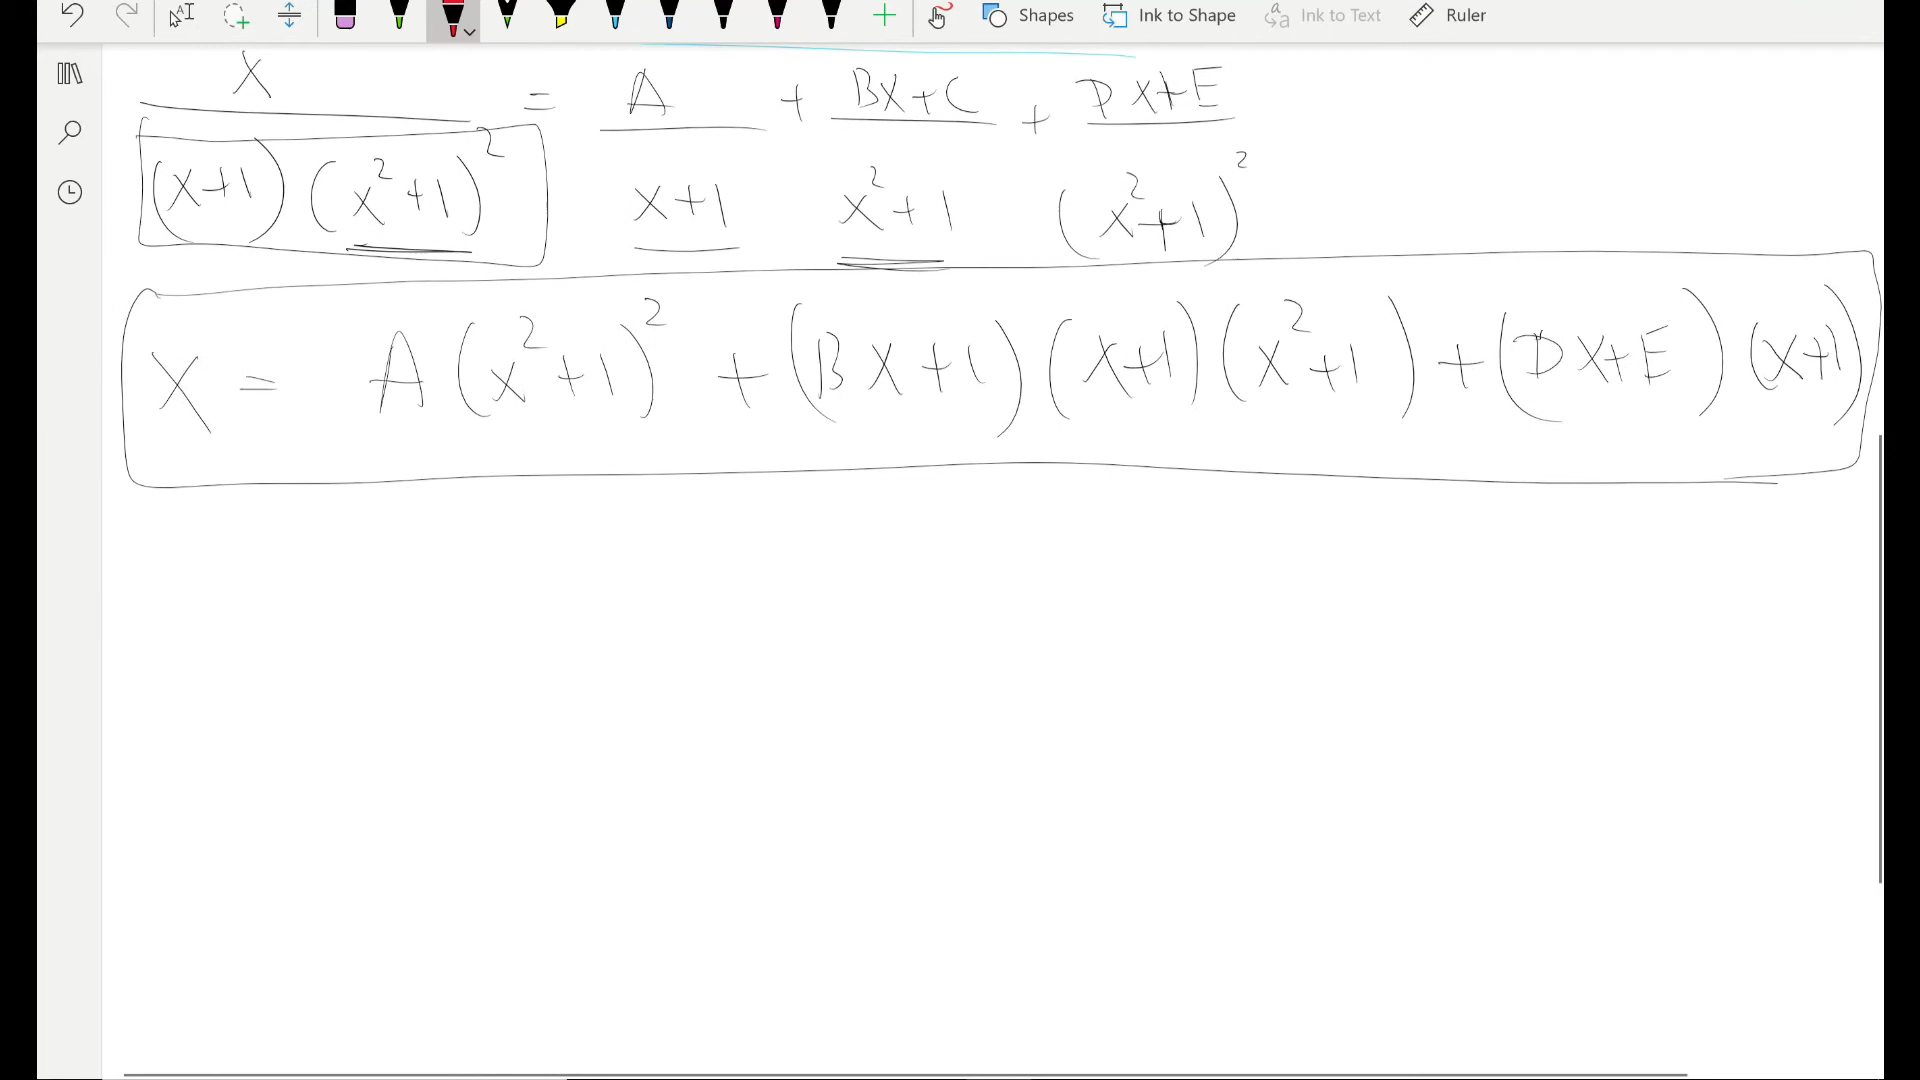 Shapes Ink to Shape Ink to Text Ruler
x / ((x+1)(x²+1)²) = A / (x+1) + (Bx+C) / (x²+1) + (Dx+E) / (x²+1)²
x = A(x²+1)² + (Bx+1)(x+1)(x²+1) + (Dx+E)(x+1)